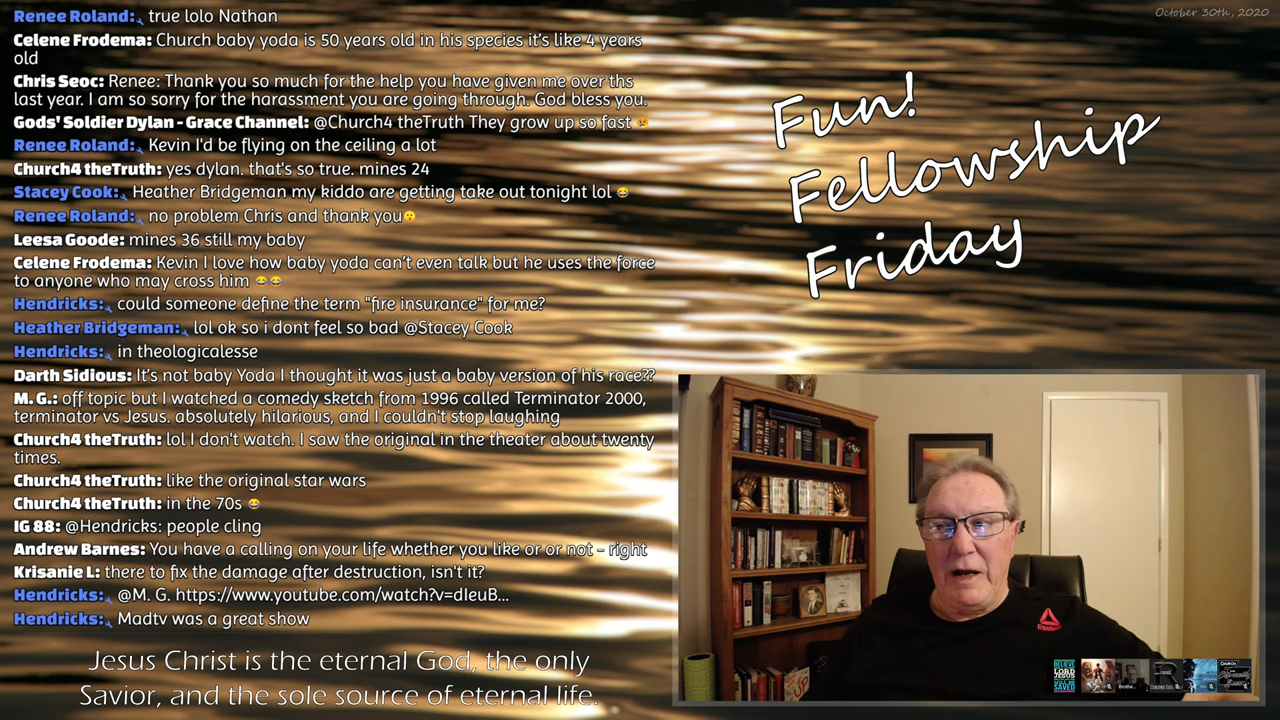 October 30th, 2020
Renee Roland: true lolo Nathan
Celene Frodema: Church baby yoda is 50 years old in his species it's like 4 years
old
Chris Seoc: Renee: Thank you so much for the help you have given me over ths
last year. I am so sorry for the harassment you are going through. God bless you.
Gods' Soldier Dylan - Grace Channel: @Church4 theTruth They grow up so fast 😢
Renee Roland: Kevin I'd be flying on the ceiling a lot
Church4 theTruth: yes dylan. that's so true. mines 24
Stacey Cook: Heather Bridgeman my kiddo are getting take out tonight lol 😂
Renee Roland: no problem Chris and thank you
Leesa Goode: mines 36 still my baby
Celene Frodema: Kevin I love how baby yoda can't even talk but he uses the force
to anyone who may cross him 😂😂
Hendricks: could someone define the term "fire insurance" for me?
Heather Bridgeman: lol ok so i dont feel so bad @Stacey Cook
Hendricks: in theologicalesse
Darth Sidious: It's not baby Yoda I thought it was just a baby version of his race??
M. G.: off topic but I watched a comedy sketch from 1996 called Terminator 2000,
terminator vs Jesus. absolutely hilarious, and I couldn't stop laughing
Church4 theTruth: lol I don't watch. I saw the original in the theater about twenty
times.
Church4 theTruth: like the original star wars
Church4 theTruth: in the 70s 😂
IG 88: @Hendricks: people cling
Andrew Barnes: You have a calling on your life whether you like or or not - right
Krisanie L: there to fix the damage after destruction, isn't it?
Hendricks: @M. G. https://www.youtube.com/watch?v=dIeuB...
Hendricks: Madtv was a great show
Jesus Christ is the eternal God, the only
Savior, and the sole source of eternal life.
Fun!
Fellowship
Friday
Reebok
BELIEVE
LORD
JESUS
SAVED
Brothe...
CHURCH